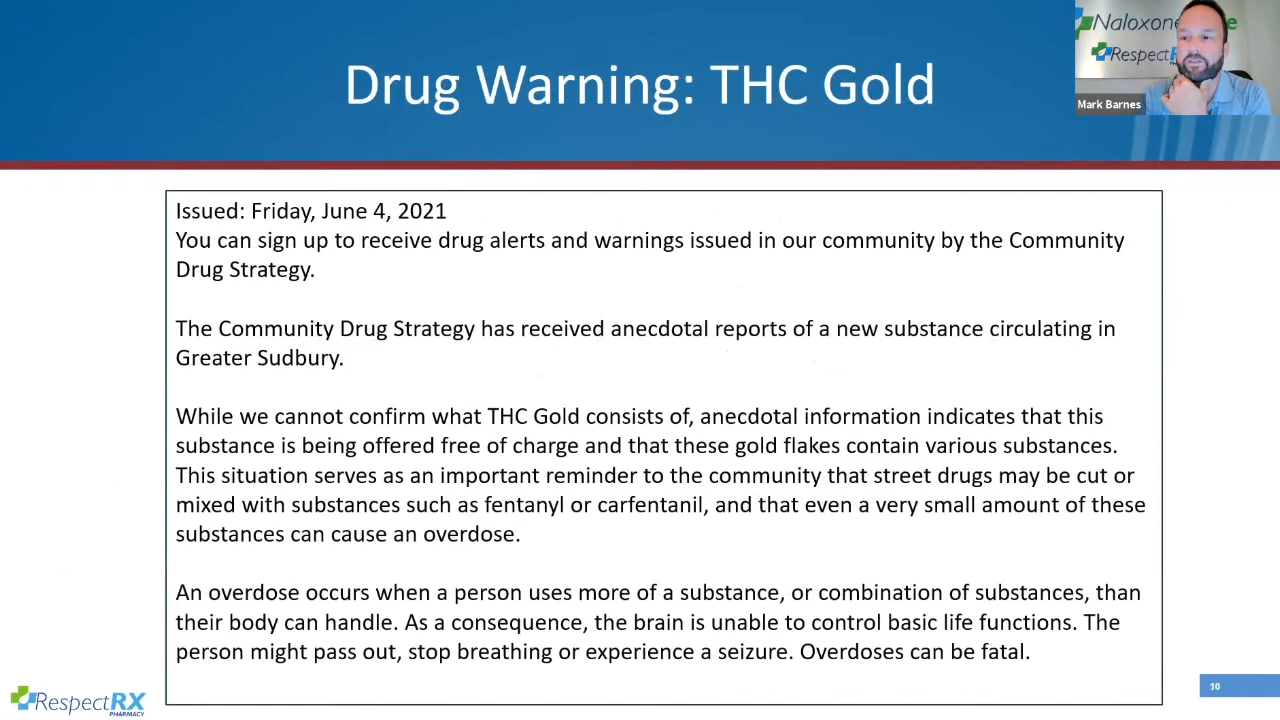 Drug Warning: THC Gold
Naloxone
RespectR
Mark Barnes
Issued: Friday, June 4, 2021
You can sign up to receive drug alerts and warnings issued in our community by the Community
Drug Strategy.
The Community Drug Strategy has received anecdotal reports of a new substance circulating in
Greater Sudbury.
While we cannot confirm what THC Gold consists of, anecdotal information indicates that this
substance is being offered free of charge and that these gold flakes contain various substances.
This situation serves as an important reminder to the community that street drugs may be cut or
mixed with substances such as fentanyl or carfentanil, and that even a very small amount of these
substances can cause an overdose.
An overdose occurs when a person uses more of a substance, or combination of substances, than
their body can handle. As a consequence, the brain is unable to control basic life functions. The
person might pass out, stop breathing or experience a seizure. Overdoses can be fatal.
RespectRX
PHARMACY
10